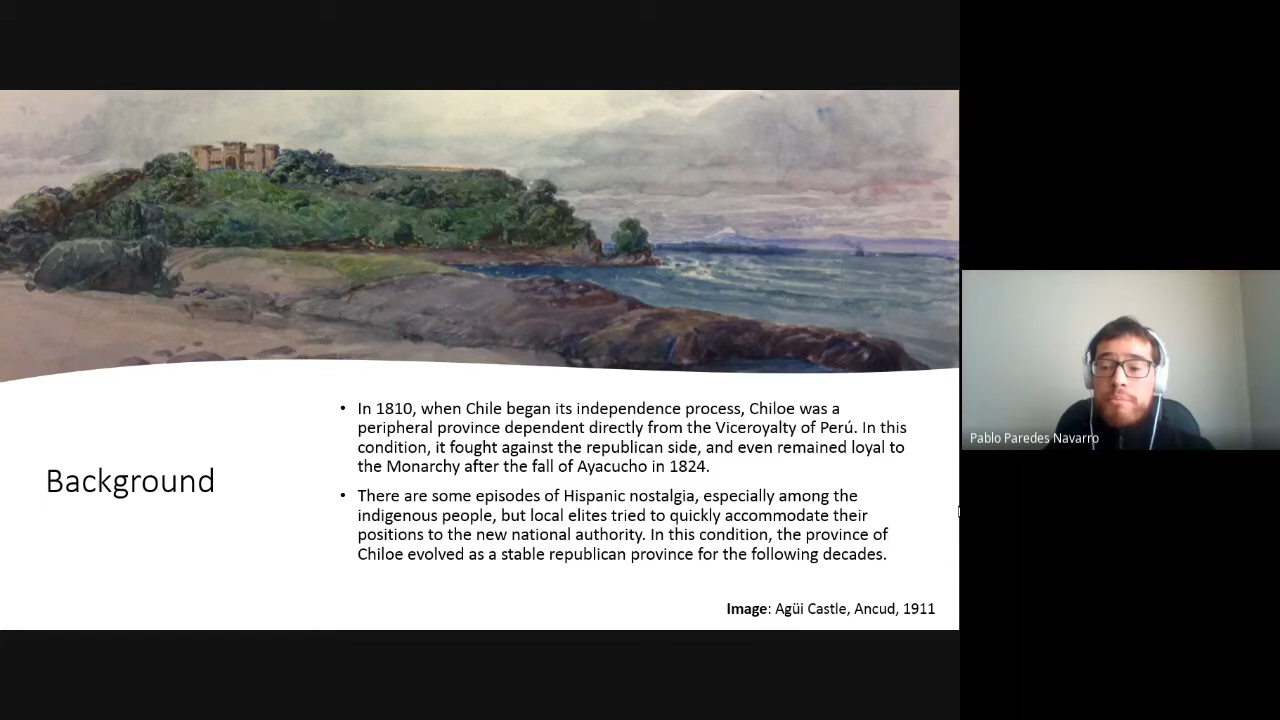 Background
• In 1810, when Chile began its independence process, Chiloe was a
peripheral province dependent directly from the Viceroyalty of Perú. In this
condition, it fought against the republican side, and even remained loyal to
the Monarchy after the fall of Ayacucho in 1824.
• There are some episodes of Hispanic nostalgia, especially among the
indigenous people, but local elites tried to quickly accommodate their
positions to the new national authority. In this condition, the province of
Chiloe evolved as a stable republican province for the following decades.
Image: Agüi Castle, Ancud, 1911
Pablo Paredes Navarro